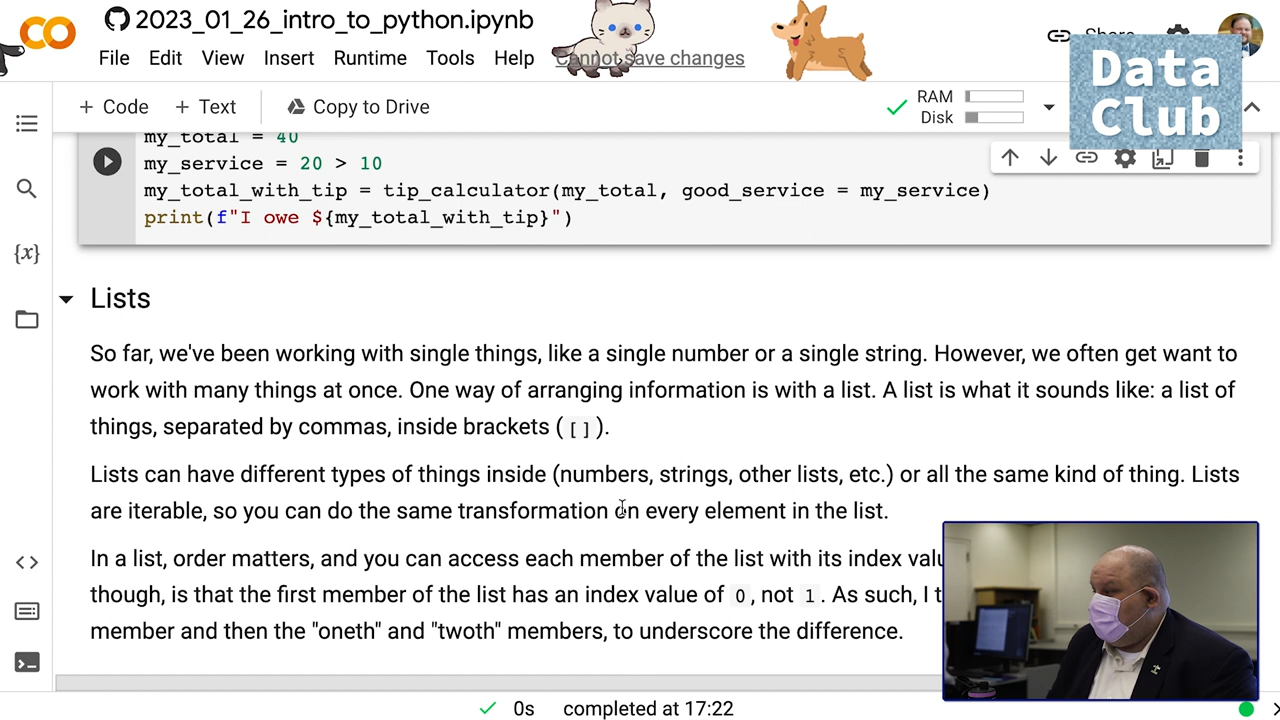 2023_01_26_intro_to_python.ipynb
File Edit View Insert Runtime Tools Help Cannot save changes
Share
Data
Club
+ Code + Text Copy to Drive
RAM
Disk
my_total = 40
my_service = 20 > 10
my_total_with_tip = tip_calculator(my_total, good_service = my_service)
print(f"I owe ${my_total_with_tip}")
Lists
So far, we've been working with single things, like a single number or a single string. However, we often get want to
work with many things at once. One way of arranging information is with a list. A list is what it sounds like: a list of
things, separated by commas, inside brackets ( [] ).
Lists can have different types of things inside (numbers, strings, other lists, etc.) or all the same kind of thing. Lists
are iterable, so you can do the same transformation on every element in the list.
In a list, order matters, and you can access each member of the list with its index
though, is that the first member of the list has an index value of 0, not 1. As such, I
member and then the "oneth" and "twoth" members, to underscore the difference.
0s completed at 17:22